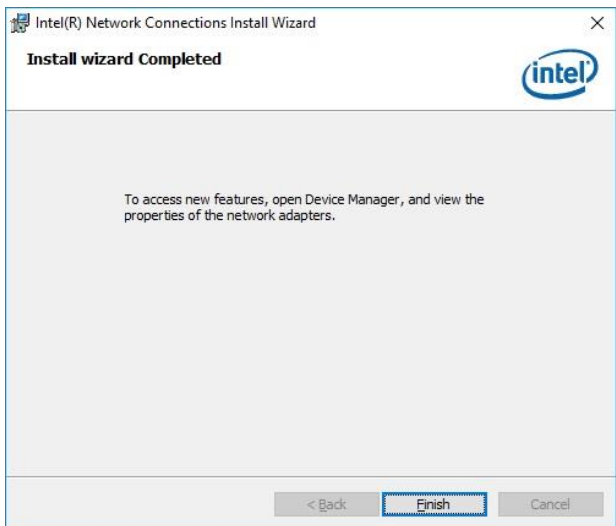 Intel(R) Network Connections Install Wizard
Install wizard Completed
intel
To access new features, open Device Manager, and view the
properties of the network adapters.
< Back
Finish
Cancel